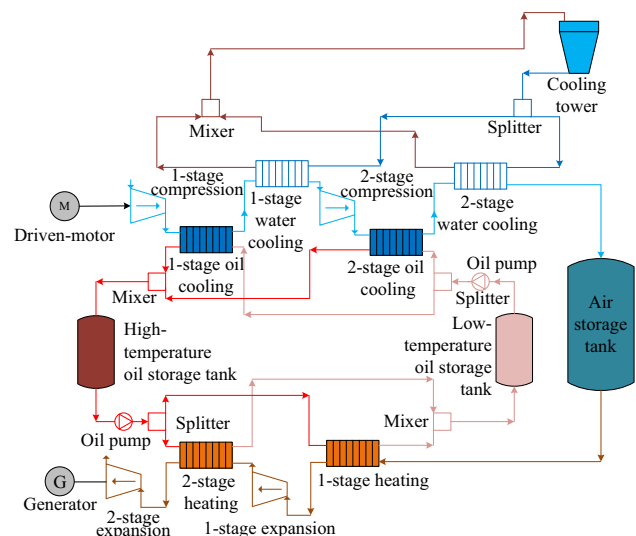 Cooling
tower
Mixer
Splitter
1-stage
compression
1-stage
water
cooling
2-stage
compression
2-stage
water cooling
M
Driven-motor
1-stage oil
cooling
2-stage oil
cooling
Oil pump
Splitter
Mixer
Air
storage
tank
High-
temperature
oil storage tank
Low-
temperature
oil storage
tank
Oil pump
Splitter
Mixer
G
Generator
2-stage
expansion
2-stage
heating
1-stage expansion
1-stage heating